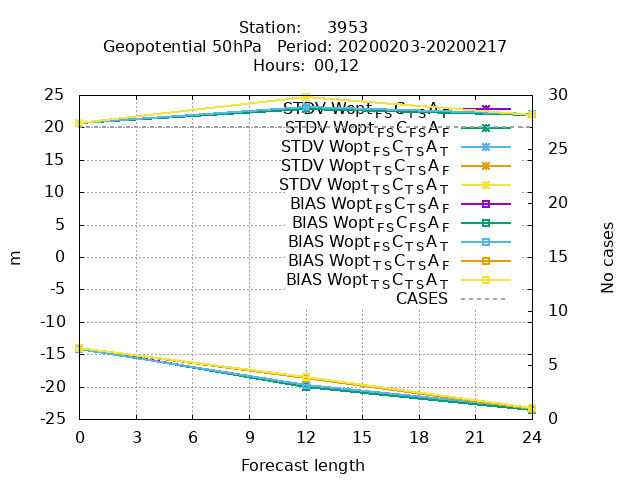 Station: 3953
Geopotential 50hPa Period: 20200203-20200217
Hours: 00,12
25 30
STDV Wopt FS C TS A F
20 STDV Wopt FS C FS A F
STDV Wopt FS C TS A T 25
15 STDV Wopt TS C TS A F
STDV Wopt TS C TS A T
10 BIAS Wopt FS C TS A F 20
5 BIAS Wopt FS C FS A F
BIAS Wopt FS C TS A T
m 0 BIAS Wopt TS C TS A F 15 No cases
BIAS Wopt TS C TS A T
-5 CASES
-10 10
-15 5
-20
-25 0
0 3 6 9 12 15 18 21 24
Forecast length